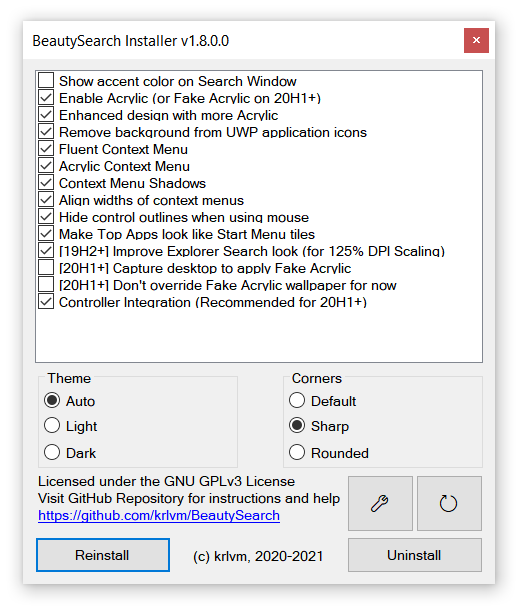 BeautySearch Installer v1.8.0.0
Show accent color on Search Window
Enable Acrylic (or Fake Acrylic on 20H1+)
Enhanced design with more Acrylic
Remove background from UWP application icons
Fluent Context Menu
Acrylic Context Menu
Context Menu Shadows
Align widths of context menus
Hide control outlines when using mouse
Make Top Apps look like Start Menu tiles
[19H2+] Improve Explorer Search look (for 125% DPI Scaling)
[20H1+] Capture desktop to apply Fake Acrylic
[20H1+] Don't override Fake Acrylic wallpaper for now
Controller Integration (Recommended for 20H1+)
Theme
Auto
Light
Dark
Corners
Default
Sharp
Rounded
Licensed under the GNU GPLv3 License
Visit GitHub Repository for instructions and help
https://github.com/krlvm/BeautySearch
Reinstall
(c) krlvm, 2020-2021
Uninstall